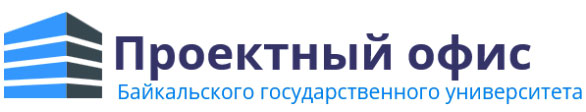 Проектный офис
Байкальского государственного университета